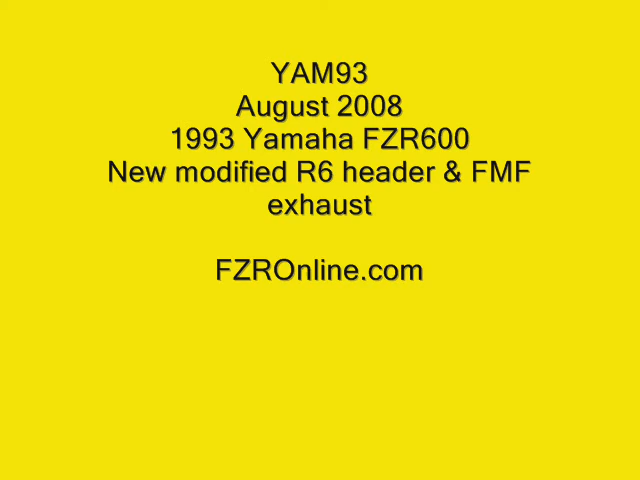 YAM93
August 2008
1993 Yamaha FZR600
New modified R6 header & FMF
exhaust
FZROnline.com